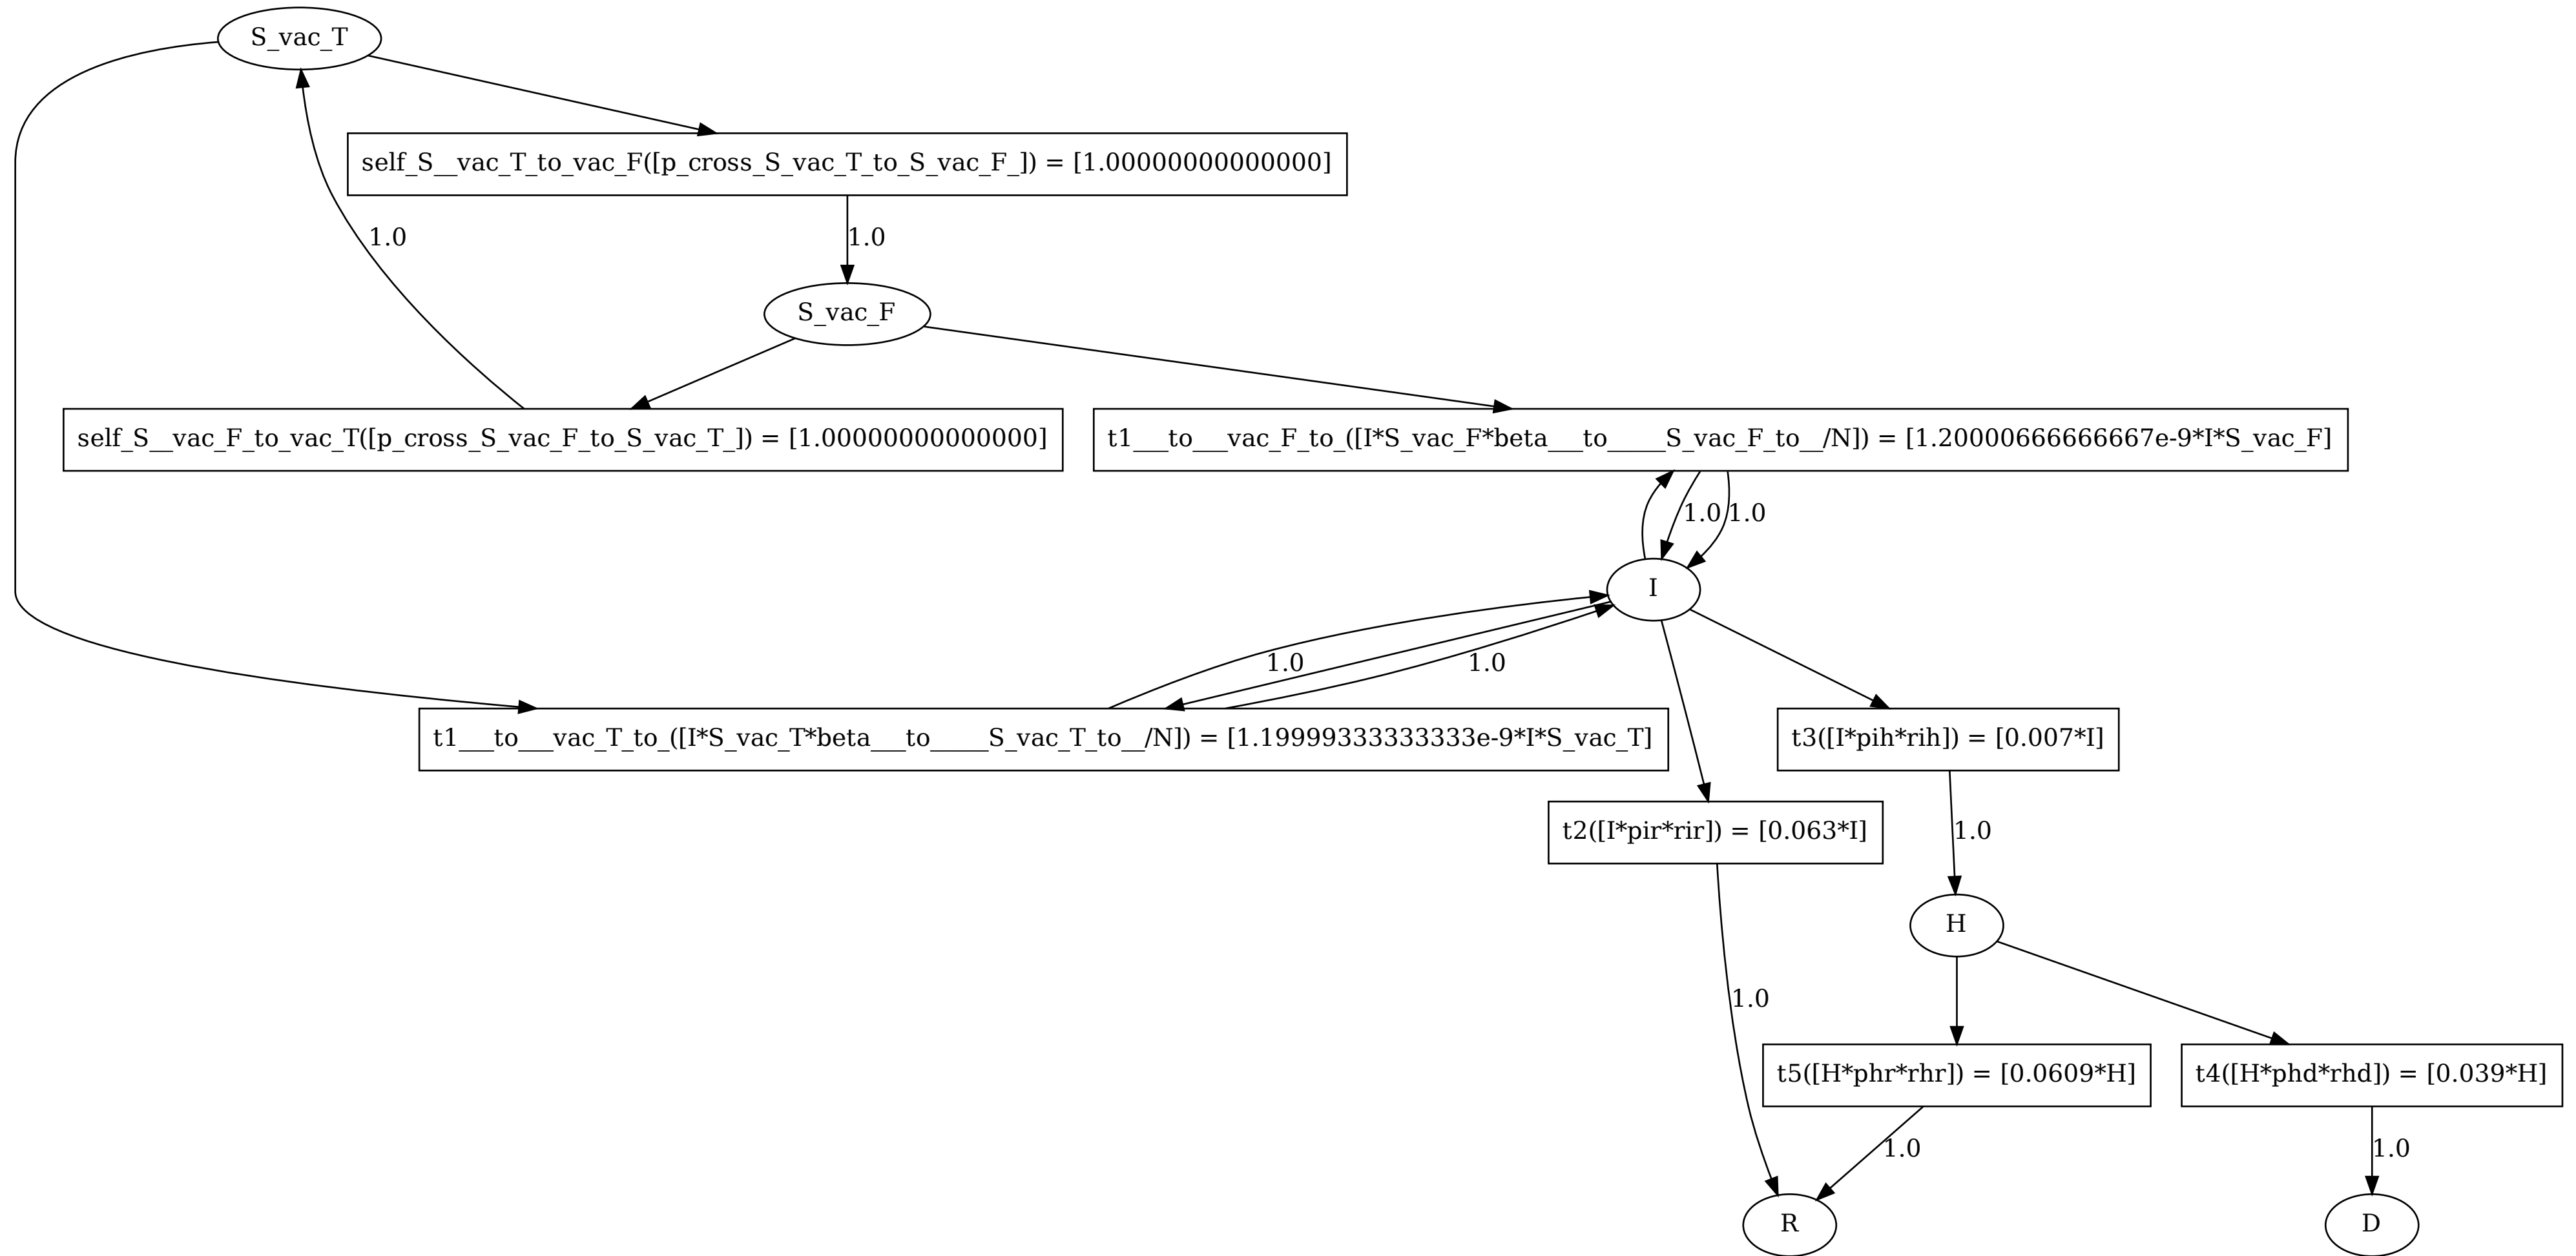 S_vac_T
self_S__vac_T_to_vac_F([p_cross_S_vac_T_to_S_vac_F_]) = [1.00000000000000]
1.0
1.0
S_vac_F
self_S__vac_F_to_vac_T([p_cross_S_vac_F_to_S_vac_T_]) = [1.00000000000000]
t1___to___vac_F_to_([I*S_vac_F*beta___to_____S_vac_F_to__/N]) = [1.20000666666667e-9*I*S_vac_F]
1.0
1.0
I
1.0
1.0
t1___to___vac_T_to_([I*S_vac_T*beta___to_____S_vac_T_to__/N]) = [1.19999333333333e-9*I*S_vac_T]
t3([I*pih*rih]) = [0.007*I]
t2([I*pir*rir]) = [0.063*I]
1.0
H
1.0
t5([H*phr*rhr]) = [0.0609*H]
t4([H*phd*rhd]) = [0.039*H]
1.0
1.0
R
D